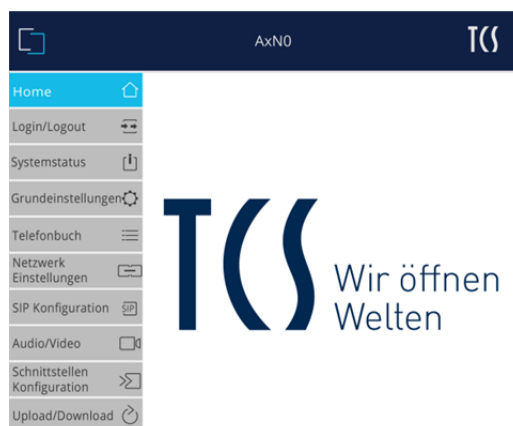 AxN0
TCS
Home
Login/Logout
Systemstatus
Grundeinstellungen
Telefonbuch
Netzwerk
Einstellungen
SIP Konfiguration
SIP
Audio/Video
Schnittstellen
Konfiguration
Upload/Download
TCS
Wir öffnen
Welten